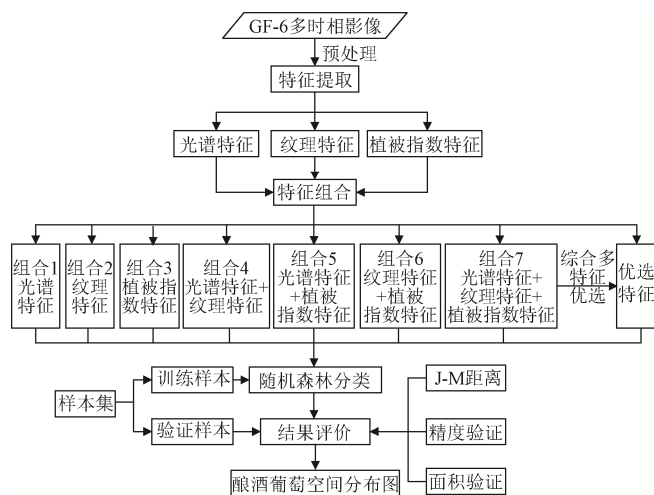 GF-6多时相影像
预处理
特征提取
光谱特征
纹理特征
植被指数特征
特征组合
组合1
光谱
特征
组合2
纹理
特征
组合3
植被指
数特征
组合4
光谱特征+
纹理特征
组合5
光谱特征
+植被
指数特征
组合6
纹理特征
+植被
指数特征
组合7
光谱特征+
纹理特征+
植被指数特征
综合多
特征
优选
优选
特征
样本集
训练样本
验证样本
随机森林分类
结果评价
J-M距离
精度验证
面积验证
酿酒葡萄空间分布图